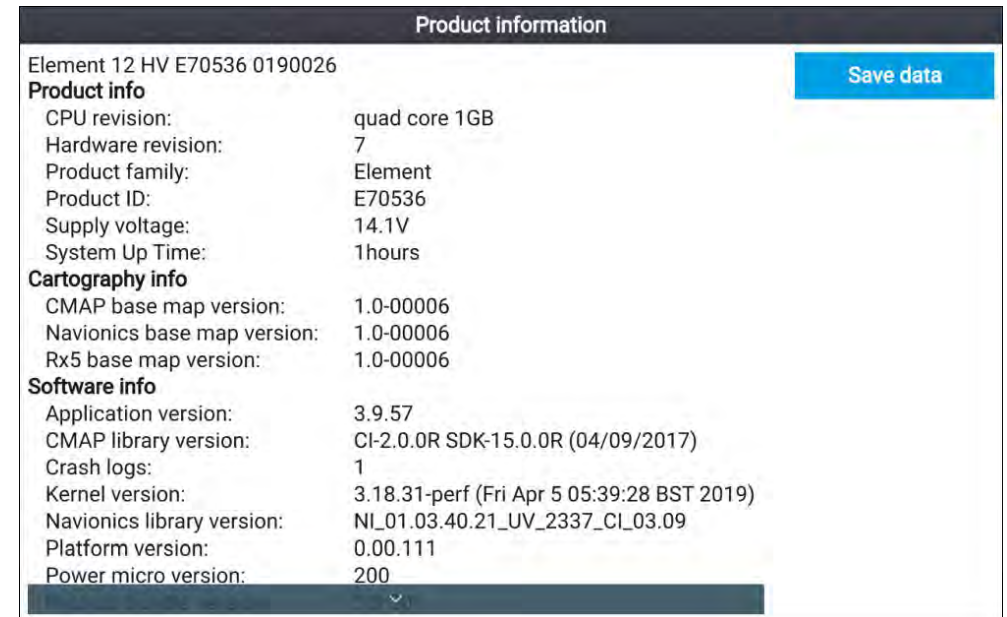 Product information
Element 12 HV E70536 0190026
Save data
Product info
CPU revision: quad core 1GB
Hardware revision: 7
Product family: Element
Product ID: E70536
Supply voltage: 14.1V
System Up Time: 1hours
Cartography info
CMAP base map version: 1.0-00006
Navionics base map version: 1.0-00006
Rx5 base map version: 1.0-00006
Software info
Application version: 3.9.57
CMAP library version: CI-2.0.0R SDK-15.0.0R (04/09/2017)
Crash logs: 1
Kernel version: 3.18.31-perf (Fri Apr 5 05:39:28 BST 2019)
Navionics library version: NI_01.03.40.21_UV_2337_CI_03.09
Platform version: 0.00.111
Power micro version: 200